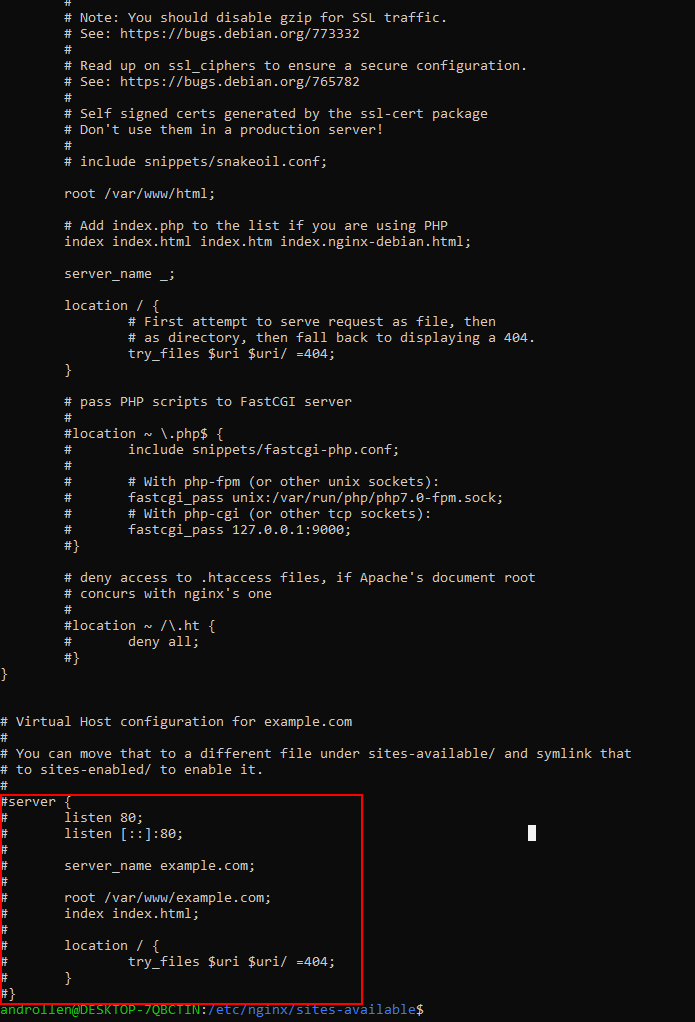 #
# Note: You should disable gzip for SSL traffic.
# See: https://bugs.debian.org/773332
#
# Read up on ssl_ciphers to ensure a secure configuration.
# See: https://bugs.debian.org/765782
#
# Self signed certs generated by the ssl-cert package
# Don't use them in a production server!
#
# include snippets/snakeoil.conf;
root /var/www/html;
# Add index.php to the list if you are using PHP
index index.html index.htm index.nginx-debian.html;
server_name _;
location / {
# First attempt to serve request as file, then
# as directory, then fall back to displaying a 404.
try_files $uri $uri/ =404;
}
# pass PHP scripts to FastCGI server
#
#location ~ \.php$ {
#       include snippets/fastcgi-php.conf;
#
#       # With php-fpm (or other unix sockets):
#       fastcgi_pass unix:/var/run/php/php7.0-fpm.sock;
#       # With php-cgi (or other tcp sockets):
#       fastcgi_pass 127.0.0.1:9000;
#}
# deny access to .htaccess files, if Apache's document root
# concurs with nginx's one
#
#location ~ /\.ht {
#       deny all;
#}
}
# Virtual Host configuration for example.com
#
# You can move that to a different file under sites-available/ and symlink that
# to sites-enabled/ to enable it.
#
#server {
#       listen 80;
#       listen [::]:80;
#
#       server_name example.com;
#
#       root /var/www/example.com;
#       index index.html;
#
#       location / {
#               try_files $uri $uri/ =404;
#       }
#}
androllen@DESKTOP-7QBCTIN:/etc/nginx/sites-available$